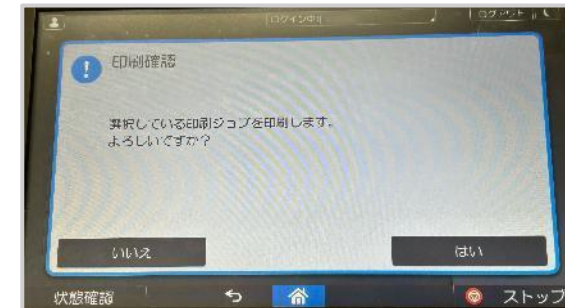 ログイン中
ログアウト
印刷確認
選択している印刷ジョブを印刷します。
よろしいですか?
いいえ
はい
状態確認
ストップ